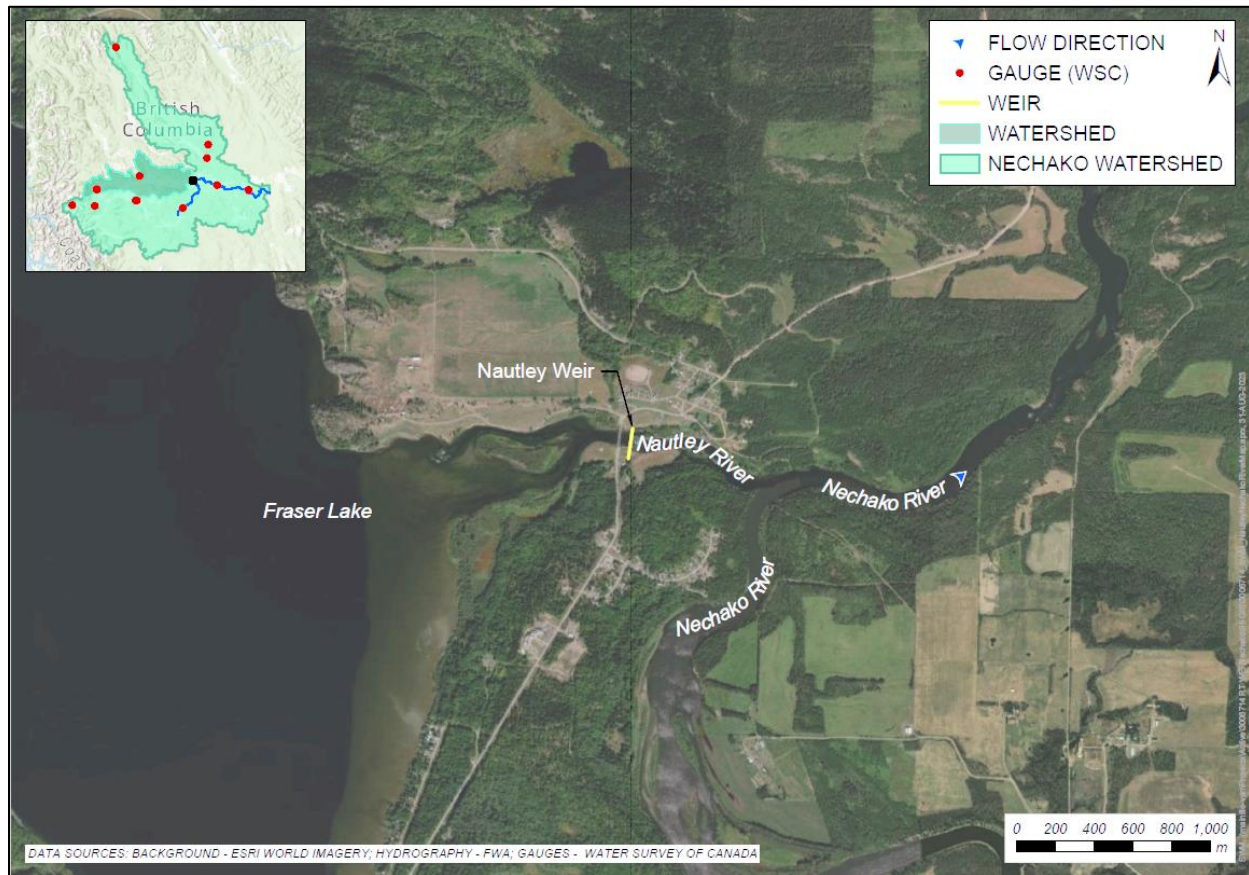 British
Columbia
Coas
FLOW DIRECTION
GAUGE (WSC)
WEIR
WATERSHED
NECHAKO WATERSHED
N
Nautley Weir
Nautley River
Nechako River
Fraser Lake
Nechako River
0 200 400 600 800 1,000
m
DATA SOURCES: BACKGROUND - ESRI WORLD IMAGERY; HYDROGRAPHY - FWA; GAUGES - WATER SURVEY OF CANADA